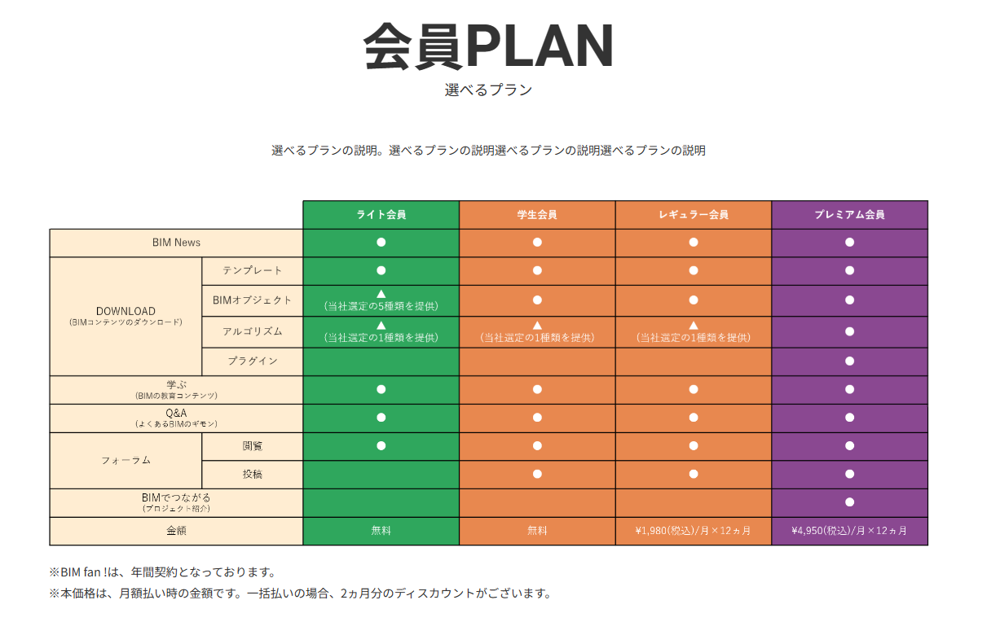 会員PLAN
選べるプラン
選べるプランの説明。選べるプランの説明選べるプランの説明選べるプランの説明
ライト会員 学生会員 レギュラー会員 プレミアム会員
BIM News ● ● ● ●
DOWNLOAD
(BIMコンテンツのダウンロード)
テンプレート ● ● ● ●
BIMオブジェクト ▲ ● ● ●
(当社選定の5種類を提供)
アルゴリズム ▲ ▲ ▲ ●
(当社選定の1種類を提供) (当社選定の1種類を提供) (当社選定の1種類を提供)
プラグイン ●
学ぶ ● ● ● ●
(BIMの教育コンテンツ)
Q&A ● ● ● ●
(よくあるBIMのギモン)
フォーラム
閲覧 ● ● ● ●
投稿 ● ● ●
BIMでつながる ●
(プロジェクト紹介)
金額 無料 無料 ¥1,980(税込)/月×12ヵ月 ¥4,950(税込)/月×12ヵ月
※BIM fan !は、年間契約となっております。
※本価格は、月額払い時の金額です。一括払いの場合、2ヵ月分のディスカウントがございます。